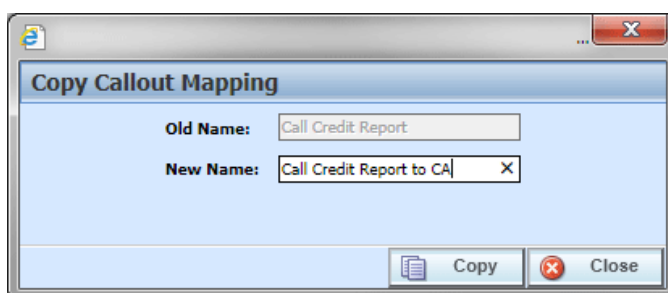 ...
Copy Callout Mapping
Old Name: Call Credit Report
New Name: Call Credit Report to CA
Copy Close